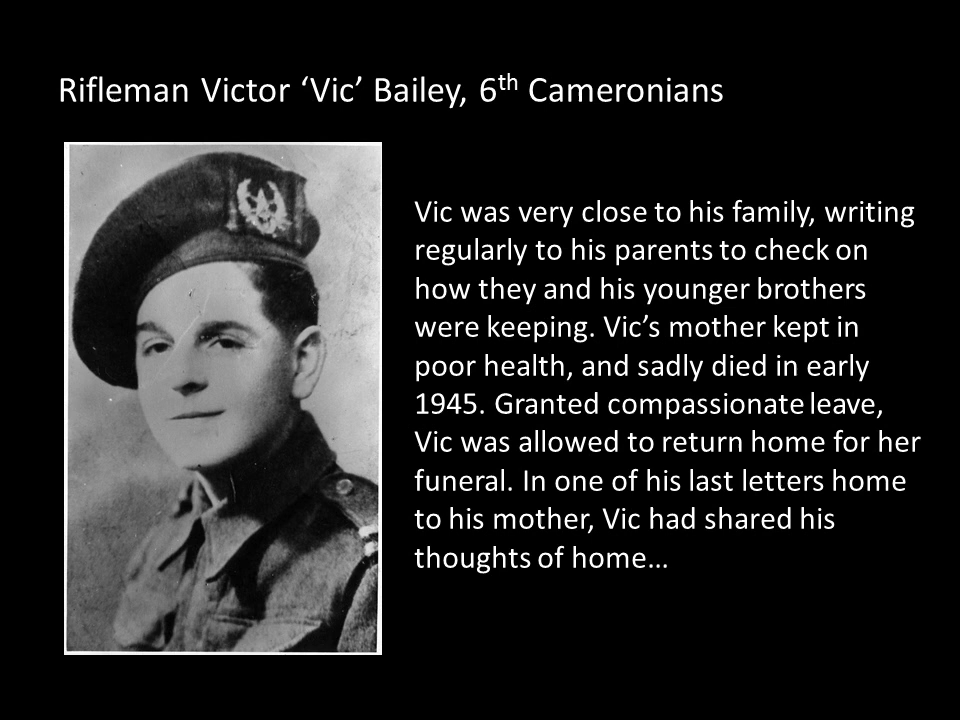 Rifleman Victor ‘Vic’ Bailey, 6th Cameronians
Vic was very close to his family, writing
regularly to his parents to check on
how they and his younger brothers
were keeping. Vic’s mother kept in
poor health, and sadly died in early
1945. Granted compassionate leave,
Vic was allowed to return home for her
funeral. In one of his last letters home
to his mother, Vic had shared his
thoughts of home…